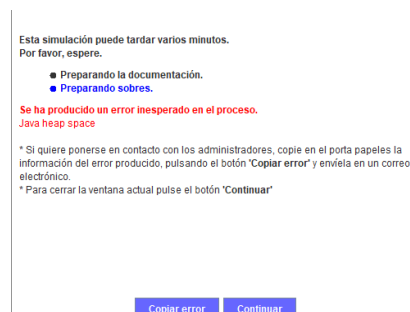 Esta simulación puede tardar varios minutos.
Por favor, espere.
Preparando la documentación.
Preparando sobres.
Se ha producido un error inesperado en el proceso.
Java heap space
* Si quiere ponerse en contacto con los administradores, copie en el porta papeles la
información del error producido, pulsando el botón 'Copiar error' y envíela en un correo
electrónico.
* Para cerrar la ventana actual pulse el botón 'Continuar'
Copiar error Continuar